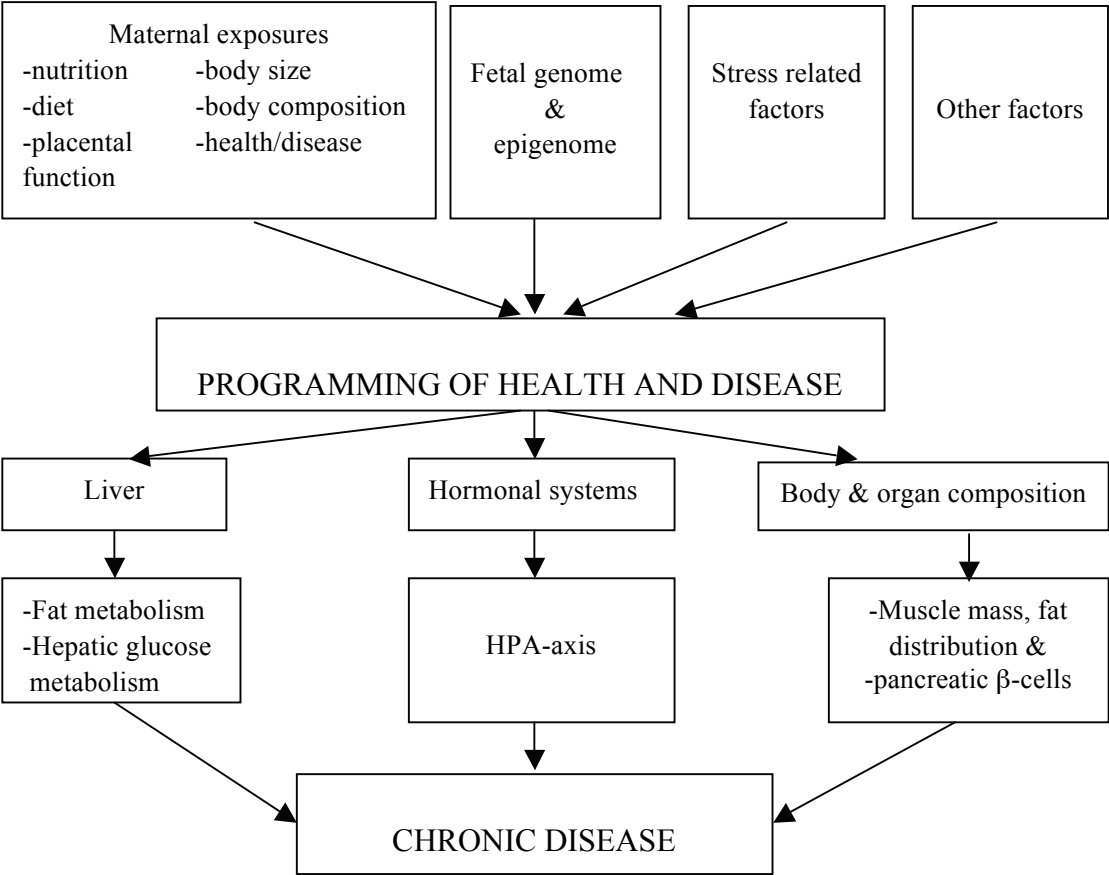 Maternal exposures
-nutrition -body size
-diet -body composition
-placental -health/disease
function
Fetal genome
&
epigenome
Stress related
factors
Other factors
PROGRAMMING OF HEALTH AND DISEASE
Liver
Hormonal systems
Body & organ composition
-Fat metabolism
-Hepatic glucose
metabolism
HPA-axis
-Muscle mass, fat
distribution &
-pancreatic β-cells
CHRONIC DISEASE